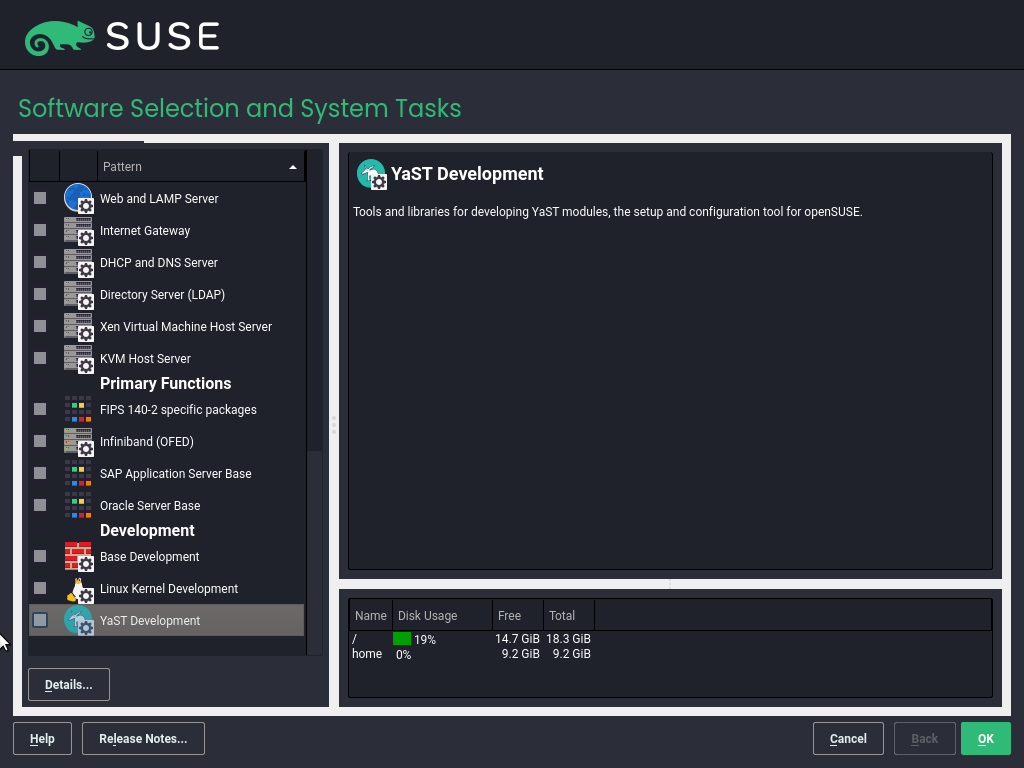 SUSE
Software Selection and System Tasks
Pattern
Web and LAMP Server
Internet Gateway
DHCP and DNS Server
Directory Server (LDAP)
Xen Virtual Machine Host Server
KVM Host Server
Primary Functions
FIPS 140-2 specific packages
Infiniband (OFED)
SAP Application Server Base
Oracle Server Base
Development
Base Development
Linux Kernel Development
YaST Development
Details...
YaST Development
Tools and libraries for developing YaST modules, the setup and configuration tool for openSUSE.
Name Disk Usage Free Total
/ 19% 14.7 GiB 18.3 GiB
home 0% 9.2 GiB 9.2 GiB
Help Release Notes... Cancel Back OK